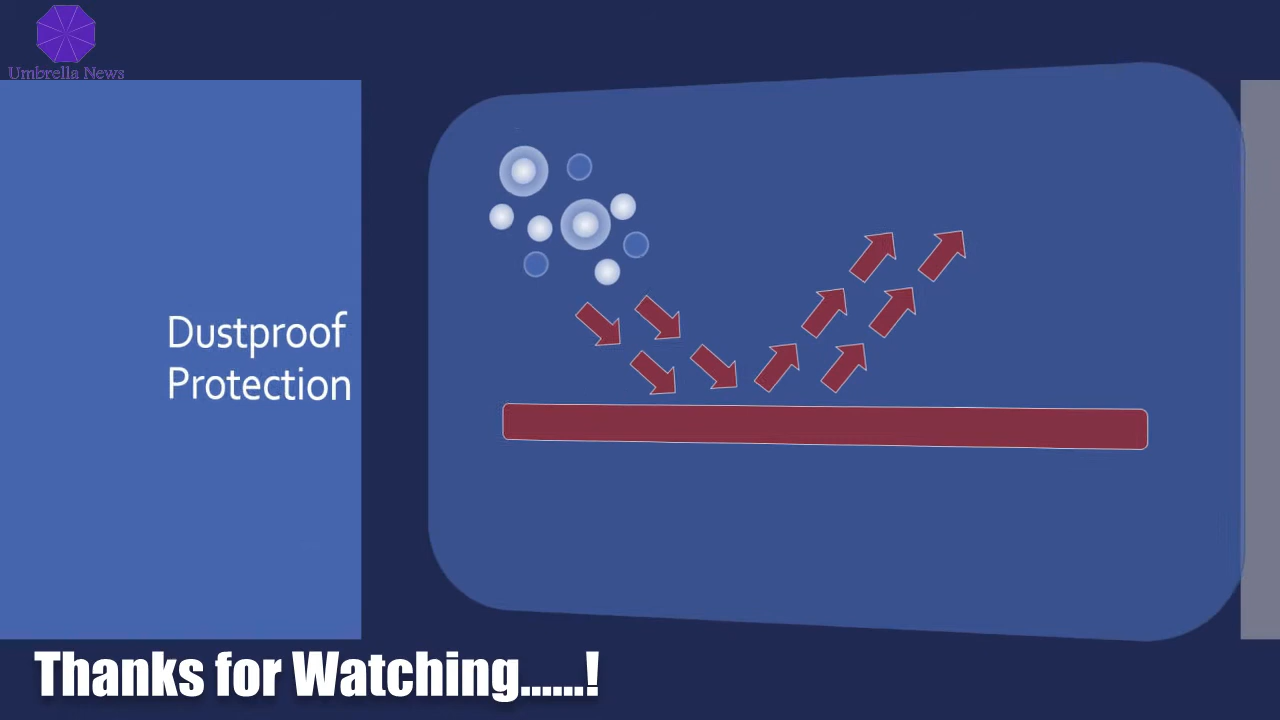 Umbrella News
Dustproof
Protection
Thanks for Watching......!